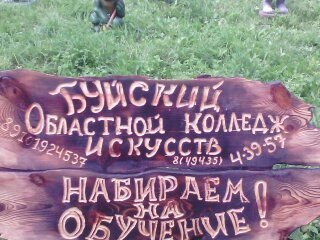 БУЙСКИЙ
ОБЛАСТНОЙ КОЛЛЕДЖ
ИСКУССТВ
89101924537
8(49435) 4-39-57
НАБИРАЕМ
НА
ОБУЧЕНИЕ!